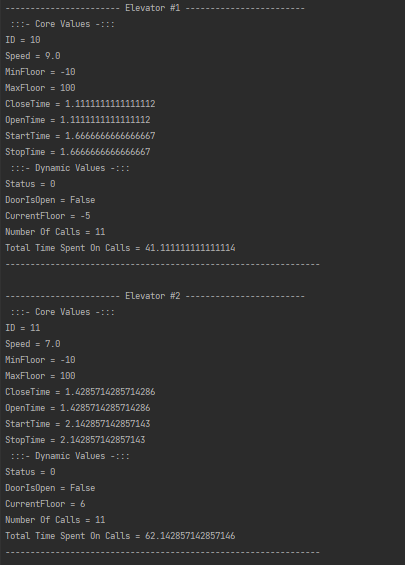 ----------------------- Elevator #1 ------------------------
:::- Core Values -:::
ID = 10
Speed = 9.0
MinFloor = -10
MaxFloor = 100
CloseTime = 1.1111111111111112
OpenTime = 1.1111111111111112
StartTime = 1.6666666666666667
StopTime = 1.6666666666666667
:::- Dynamic Values -:::
Status = 0
DoorIsOpen = False
CurrentFloor = -5
Number Of Calls = 11
Total Time Spent On Calls = 41.111111111111114
---------------------------------------------------------------
----------------------- Elevator #2 ------------------------
:::- Core Values -:::
ID = 11
Speed = 7.0
MinFloor = -10
MaxFloor = 100
CloseTime = 1.4285714285714286
OpenTime = 1.4285714285714286
StartTime = 2.142857142857143
StopTime = 2.142857142857143
:::- Dynamic Values -:::
Status = 0
DoorIsOpen = False
CurrentFloor = 6
Number Of Calls = 11
Total Time Spent On Calls = 62.142857142857146
---------------------------------------------------------------